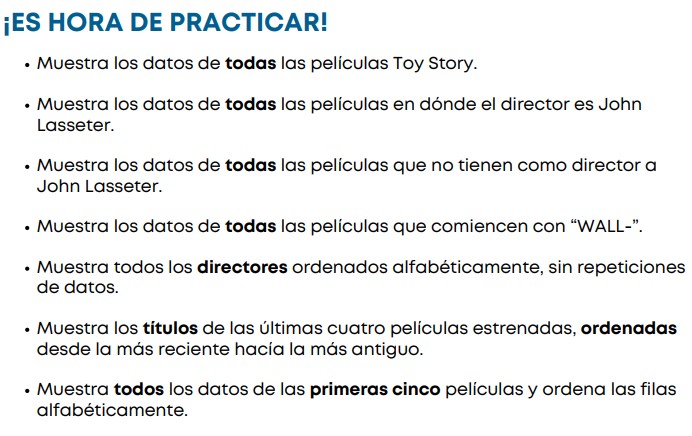 ¡ES HORA DE PRACTICAR!
• Muestra los datos de todas las películas Toy Story.
• Muestra los datos de todas las películas en dónde el director es John
Lasseter.
• Muestra los datos de todas las películas que no tienen como director a
John Lasseter.
• Muestra los datos de todas las películas que comiencen con “WALL-”.
• Muestra todos los directores ordenados alfabéticamente, sin repeticiones
de datos.
• Muestra los títulos de las últimas cuatro películas estrenadas, ordenadas
desde la más reciente hacía la más antiguo.
• Muestra todos los datos de las primeras cinco películas y ordena las filas
alfabéticamente.